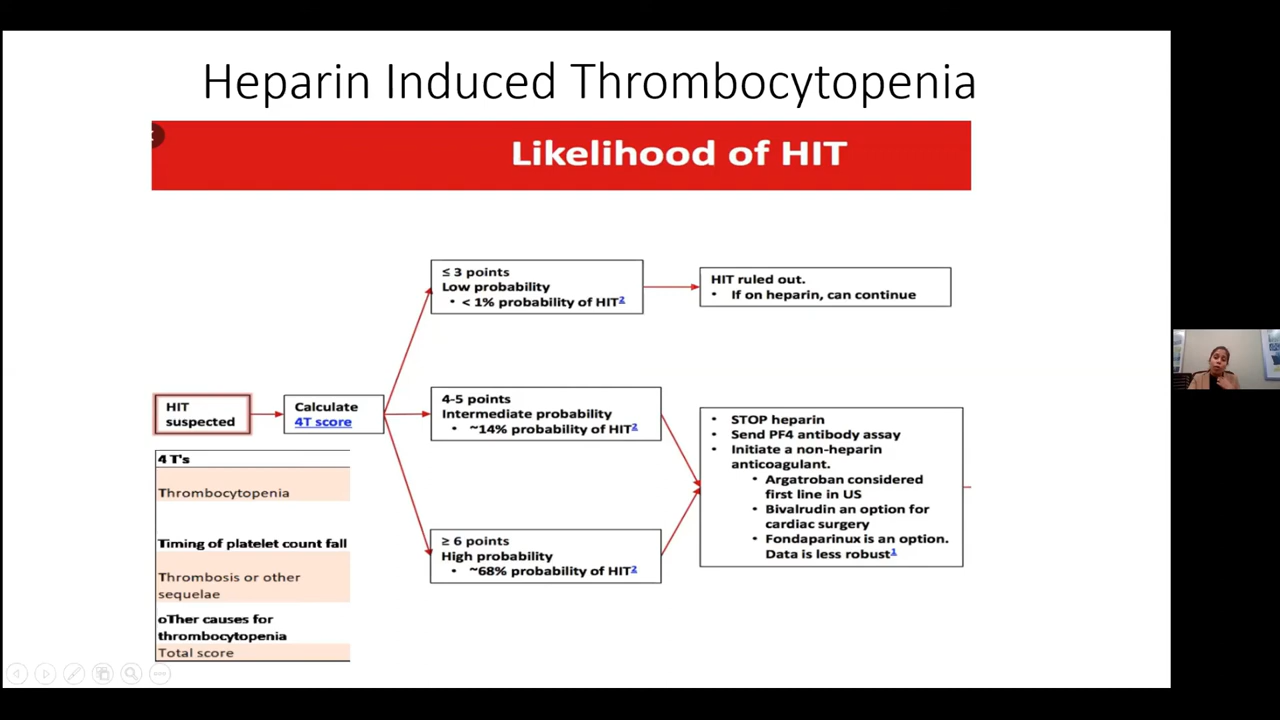 Heparin Induced Thrombocytopenia
Likelihood of HIT
≤ 3 points
Low probability
• < 1% probability of HIT2
HIT ruled out.
• If on heparin, can continue
HIT
suspected
Calculate
4T score
4-5 points
Intermediate probability
• ~14% probability of HIT2
≥ 6 points
High probability
• ~68% probability of HIT2
• STOP heparin
• Send PF4 antibody assay
• Initiate a non-heparin
anticoagulant.
• Argatroban considered
first line in US
• Bivalrudin an option for
cardiac surgery
• Fondaparinux is an option.
Data is less robust1
4 T's
Thrombocytopenia
Timing of platelet count fall
Thrombosis or other
sequelae
oTher causes for
thrombocytopenia
Total score